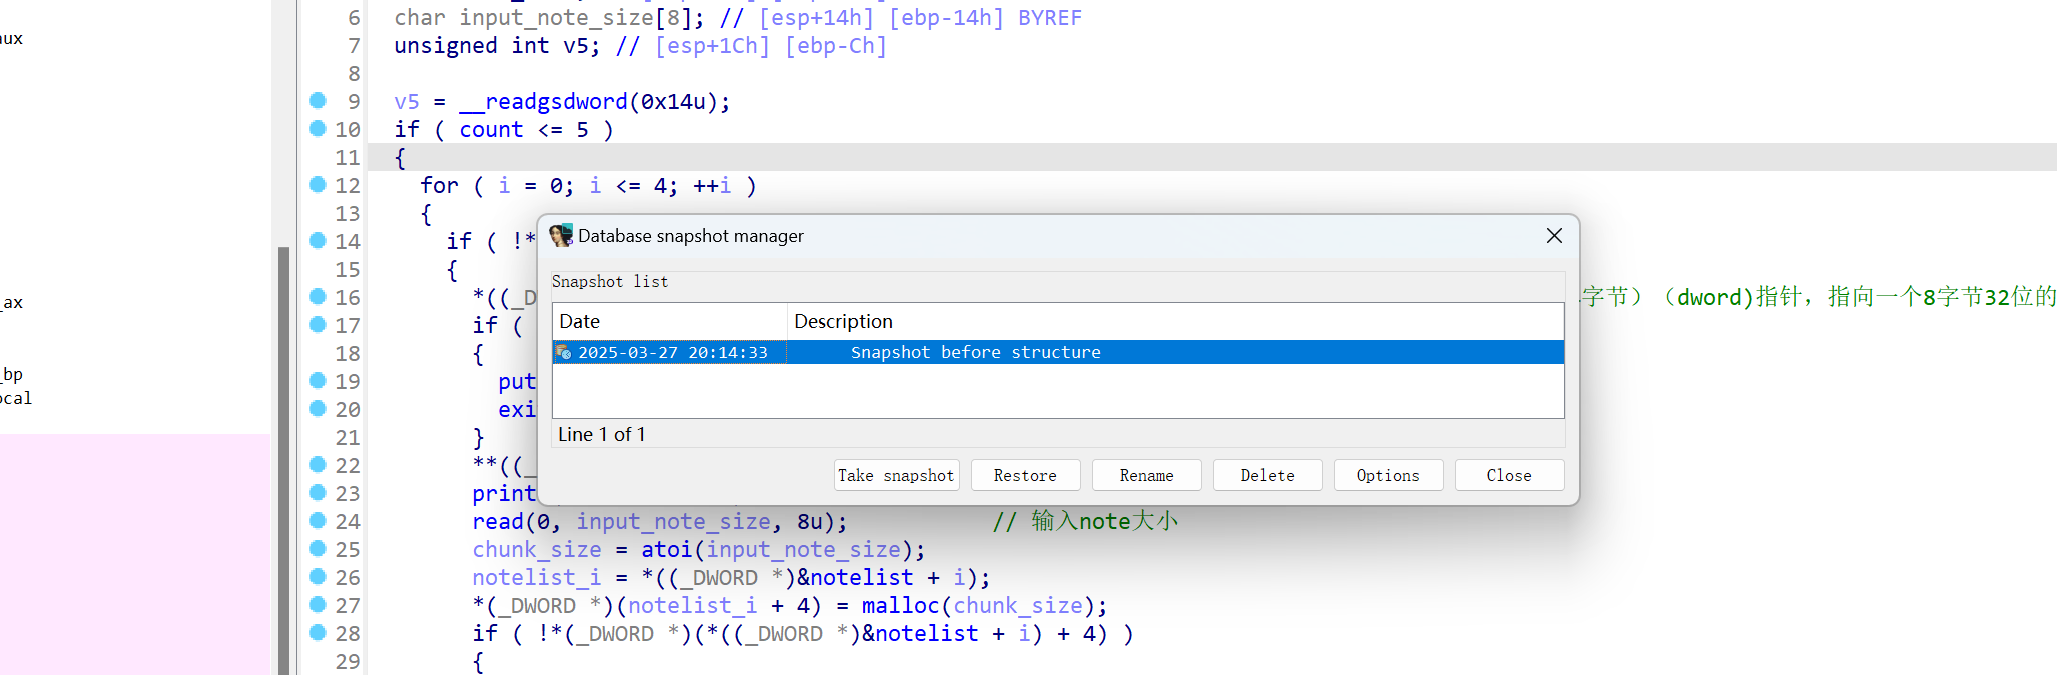 aux
_ax
_bp
ocal
6 char input_note_size[8]; // [esp+14h] [ebp-14h] BYREF
7 unsigned int v5; // [esp+1Ch] [ebp-Ch]
8
9 v5 = __readgsdword(0x14u);
10 if ( count <= 5 )
11 {
12 for ( i = 0; i <= 4; ++i )
13 {
14 if ( !*
15 {
16 *((_D 字节）（dword)指针，指向一个8字节32位的
17 if (
18 {
19 put
20 exi
21 }
22 **((_
23 print
24 read(0, input_note_size, 8u); // 输入note大小
25 chunk_size = atoi(input_note_size);
26 notelist_i = *((_DWORD *)&notelist + i);
27 *(_DWORD *)(notelist_i + 4) = malloc(chunk_size);
28 if ( !*(_DWORD *)(*((_DWORD *)&notelist + i) + 4) )
29 {
Database snapshot manager
Snapshot list
Date Description
2025-03-27 20:14:33 Snapshot before structure
Line 1 of 1
Take snapshot Restore Rename Delete Options Close